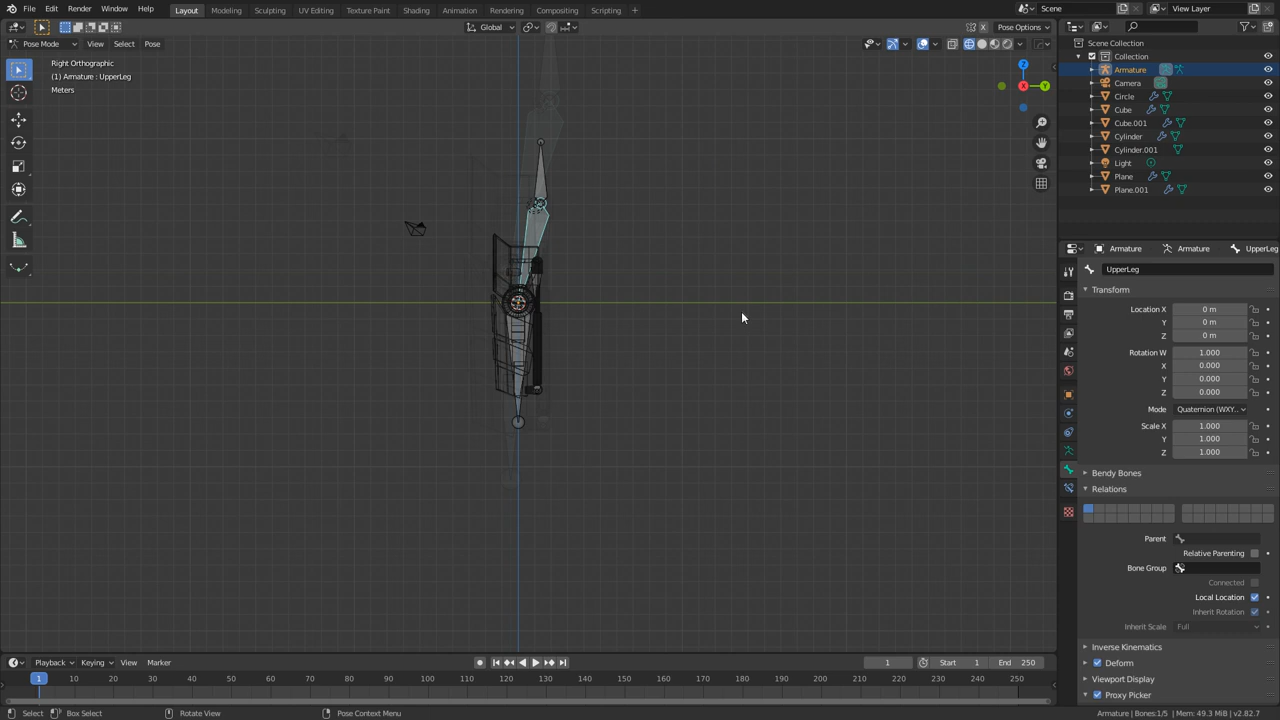 File Edit Render Window Help Layout Modeling Sculpting UV Editing Texture Paint Shading Animation Rendering Compositing Scripting + Scene View Layer
Global Pose Options
Pose Mode View Select Pose
Right Orthographic
(1) Armature : UpperLeg
Meters
Z
X
Y
Scene Collection
Collection
Armature
Camera
Circle
Cube
Cube.001
Cylinder
Cylinder.001
Light
Plane
Plane.001
Armature Armature UpperLeg
UpperLeg
Transform
Location X 0 m
Y 0 m
Z 0 m
Rotation W 1.000
X 0.000
Y 0.000
Z 0.000
Mode Quaternion (WXY..
Scale X 1.000
Y 1.000
Z 1.000
Bendy Bones
Relations
Parent
Relative Parenting
Bone Group
Connected
Local Location
Inherit Rotation
Inherit Scale Full
Inverse Kinematics
Deform
Viewport Display
Proxy Picker
Playback Keying View Marker 1 Start 1 End 250
1 10 20 30 40 50 60 70 80 90 100 110 120 130 140 150 160 170 180 190 200 210 220 230 240 250
Select Box Select Rotate View Pose Context Menu Armature | Bones:1/5 | Mem: 49.3 MiB | v2.82.7